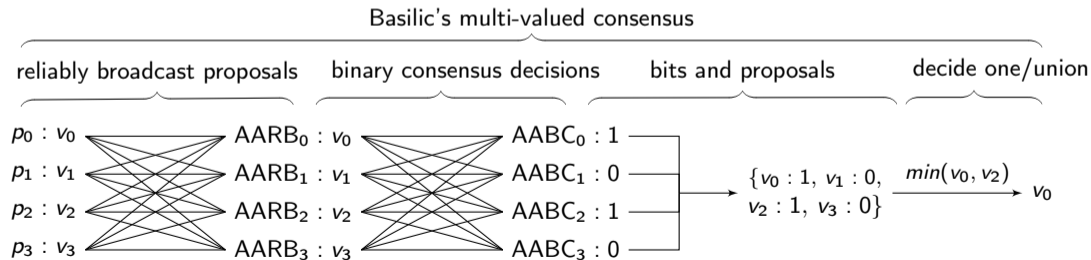 Basilic's multi-valued consensus
reliably broadcast proposals binary consensus decisions bits and proposals decide one/union
p₀ : v₀ AARB₀ : v₀ AABC₀ : 1
p₁ : v₁ AARB₁ : v₁ AABC₁ : 0
p₂ : v₂ AARB₂ : v₂ AABC₂ : 1
p₃ : v₃ AARB₃ : v₃ AABC₃ : 0
{v₀ : 1, v₁ : 0,
v₂ : 1, v₃ : 0}
min(v₀, v₂)
v₀